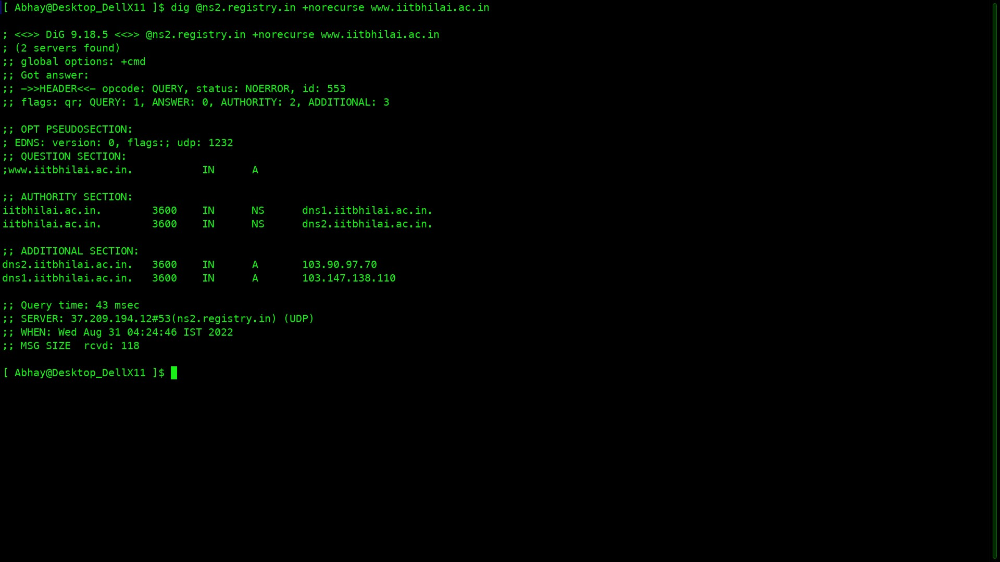 [ Abhay@Desktop_DellX11 ]$ dig @ns2.registry.in +norecurse www.iitbhilai.ac.in
; <<>> DiG 9.18.5 <<>> @ns2.registry.in +norecurse www.iitbhilai.ac.in
; (2 servers found)
;; global options: +cmd
;; Got answer:
;; ->>HEADER<<- opcode: QUERY, status: NOERROR, id: 553
;; flags: qr; QUERY: 1, ANSWER: 0, AUTHORITY: 2, ADDITIONAL: 3
;; OPT PSEUDOSECTION:
; EDNS: version: 0, flags:; udp: 1232
;; QUESTION SECTION:
;www.iitbhilai.ac.in. IN A
;; AUTHORITY SECTION:
iitbhilai.ac.in. 3600 IN NS dns1.iitbhilai.ac.in.
iitbhilai.ac.in. 3600 IN NS dns2.iitbhilai.ac.in.
;; ADDITIONAL SECTION:
dns2.iitbhilai.ac.in. 3600 IN A 103.90.97.70
dns1.iitbhilai.ac.in. 3600 IN A 103.147.138.110
;; Query time: 43 msec
;; SERVER: 37.209.194.12#53(ns2.registry.in) (UDP)
;; WHEN: Wed Aug 31 04:24:46 IST 2022
;; MSG SIZE  rcvd: 118
[ Abhay@Desktop_DellX11 ]$